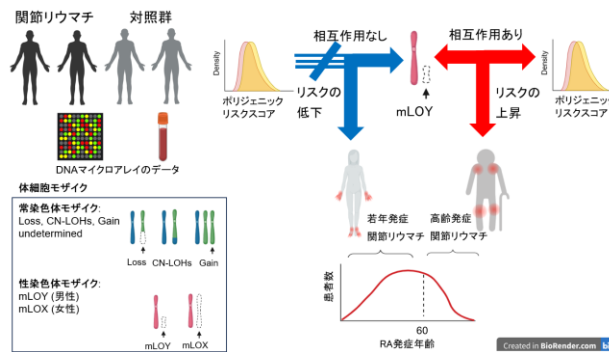 関節リウマチ
対照群
DNAマイクロアレイのデータ
体細胞モザイク
常染色体モザイク:
Loss, CN-LOHs, Gain
undetermined
Loss
CN-LOHs
Gain
性染色体モザイク:
mLOY (男性)
mLOX (女性)
mLOY
mLOX
Density
ポリジェニック
リスクスコア
相互作用なし
リスクの
低下
mLOY
相互作用あり
リスクの
上昇
Density
ポリジェニック
リスクスコア
若年発症
関節リウマチ
高齢発症
関節リウマチ
患者数
60
RA発症年齢
Created in BioRender.com